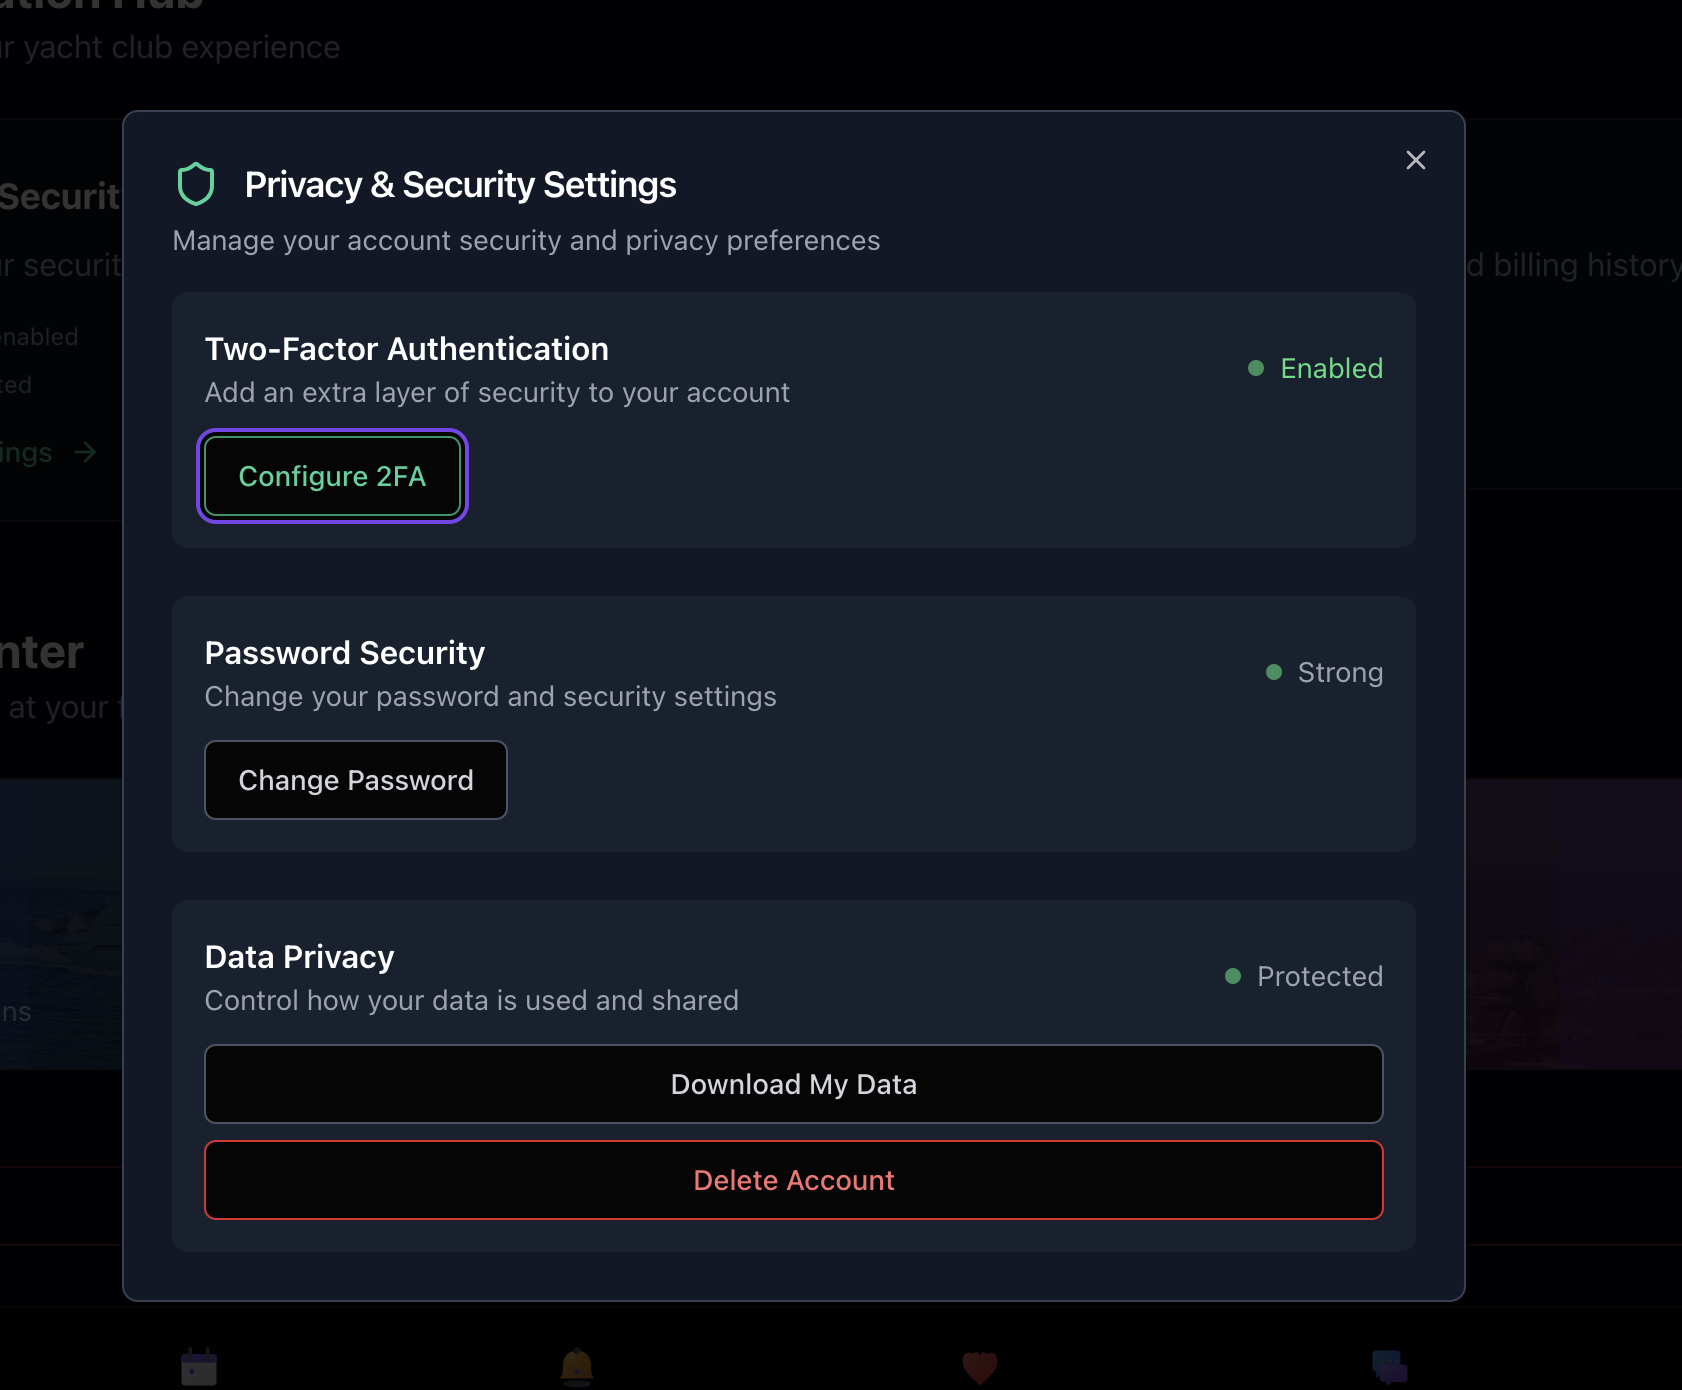 ur yacht club experience
Privacy & Security Settings
Securit
Manage your account security and privacy preferences
r securit
d billing history
Two-Factor Authentication
Enabled
Add an extra layer of security to your account
enabled
ted
ings
Configure 2FA
Password Security
Strong
Change your password and security settings
nter
at your f
Change Password
Data Privacy
Protected
Control how your data is used and shared
ns
Download My Data
Delete Account